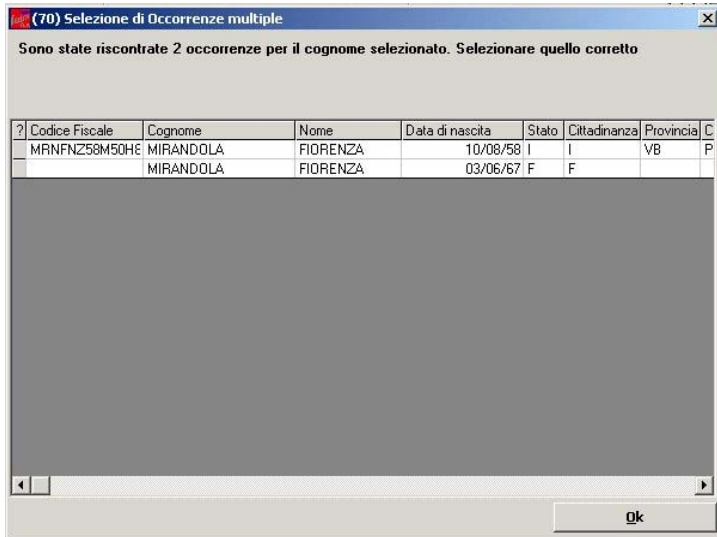 (70) Selezione di Occorrenze multiple
Sono state riscontrate 2 occorrenze per il cognome selezionato. Selezionare quello corretto
? Codice Fiscale Cognome Nome Data di nascita Stato Cittadinanza Provincia C
MRNFNZ58M50H8 MIRANDOLA FIORENZA 10/08/58 I I VB P
MIRANDOLA FIORENZA 03/06/67 F F
Ok